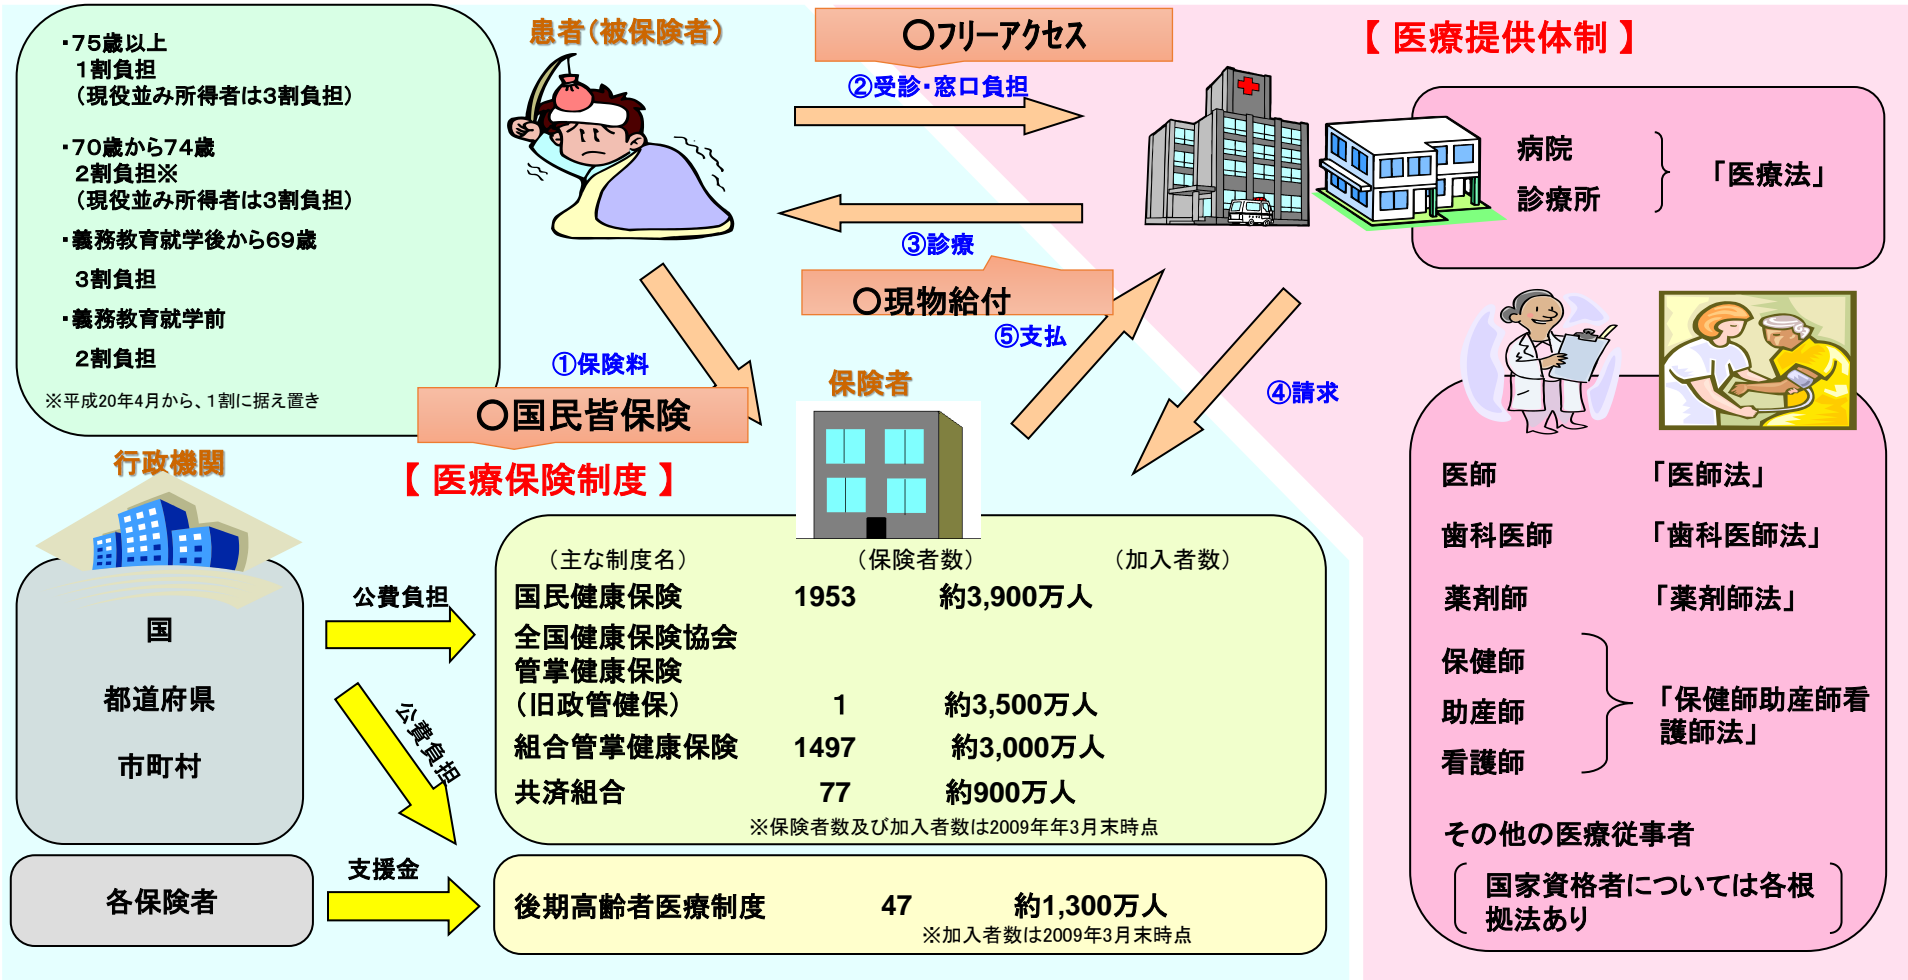 ・75歳以上
１割負担
（現役並み所得者は３割負担）
・70歳から74歳
２割負担※
（現役並み所得者は３割負担）
・義務教育就学後から69歳
３割負担
・義務教育就学前
２割負担
※平成20年4月から、1割に据え置き
患者（被保険者）
○フリーアクセス
②受診・窓口負担
③診療
○現物給付
①保険料
⑤支払
④請求
○国民皆保険
【 医療保険制度 】
保険者
【 医療提供体制 】
病院
診療所
「医療法」
行政機関
国
都道府県
市町村
各保険者
公費負担
公費負担
支援金
（主な制度名） （保険者数） （加入者数）
国民健康保険 1953 約3,900万人
全国健康保険協会
管掌健康保険
（旧政管健保） 1 約3,500万人
組合管掌健康保険 1497 約3,000万人
共済組合 77 約900万人
※保険者数及び加入者数は2009年年3月末時点
後期高齢者医療制度 47 約1,300万人
※加入者数は2009年3月末時点
医師 「医師法」
歯科医師 「歯科医師法」
薬剤師 「薬剤師法」
保健師
助産師
看護師
「保健師助産師看
護師法」
その他の医療従事者
国家資格者については各根
拠法あり